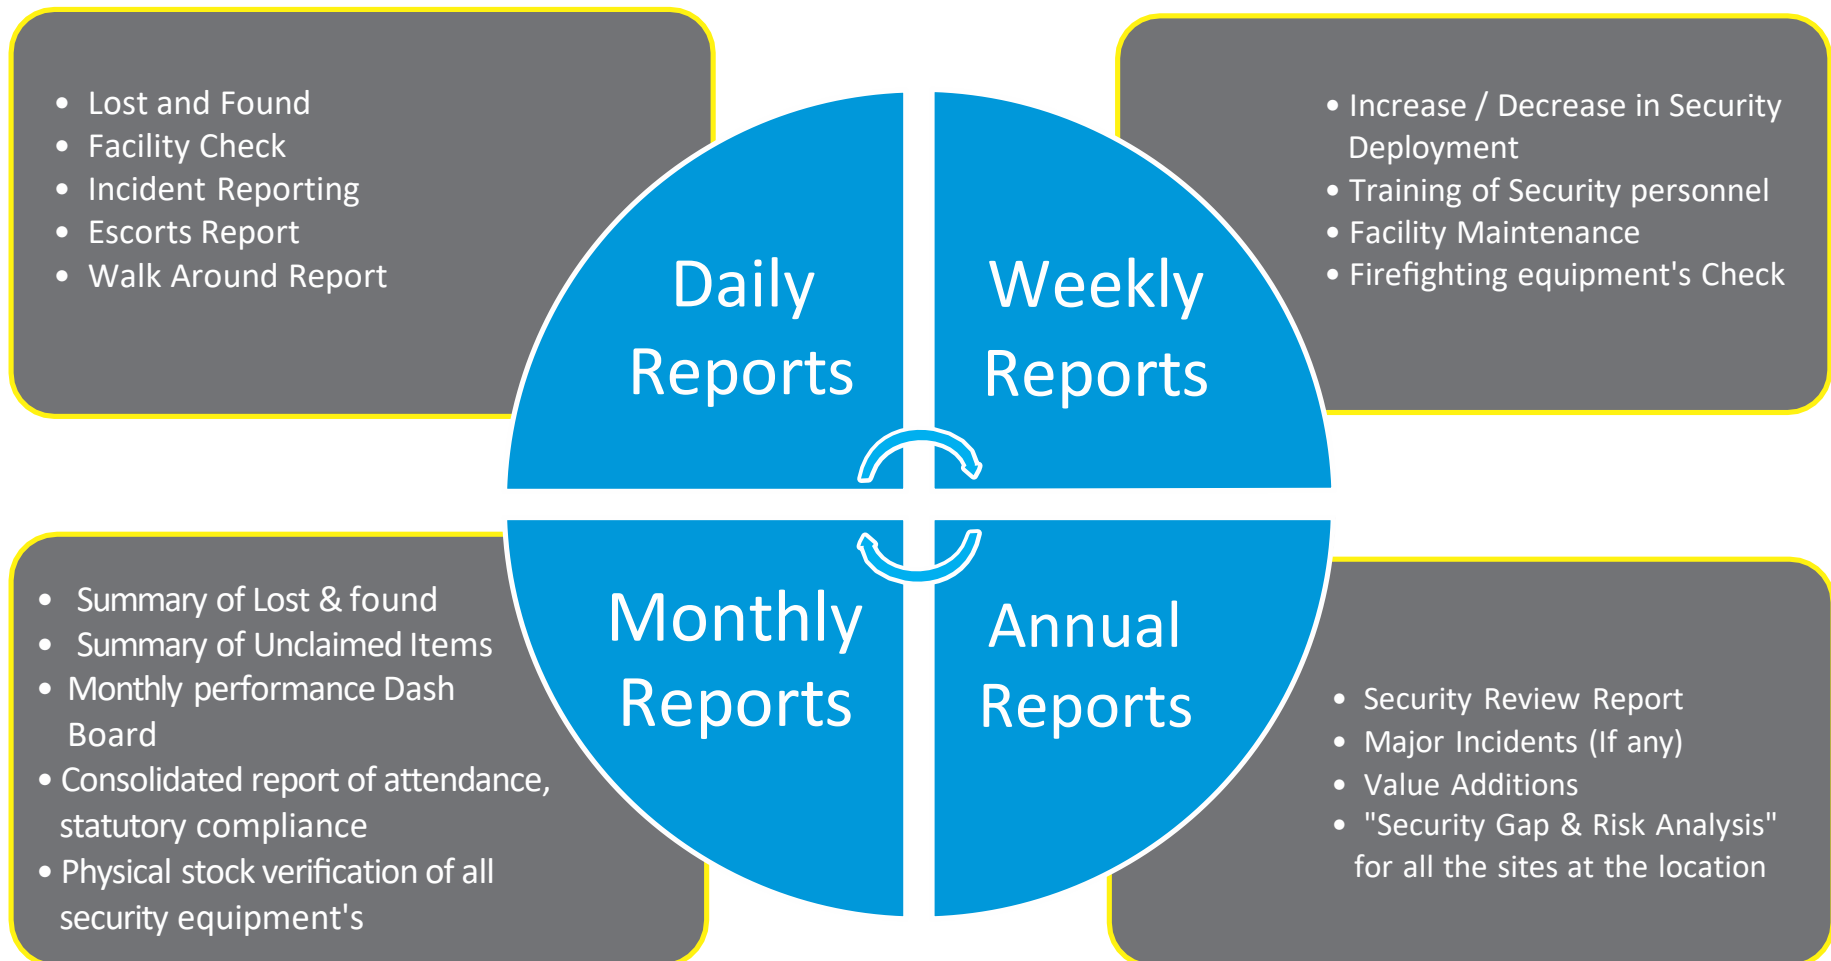 • Lost and Found
• Facility Check
• Incident Reporting
• Escorts Report
• Walk Around Report
Daily
Reports
Weekly
Reports
• Increase / Decrease in Security
Deployment
• Training of Security personnel
• Facility Maintenance
• Firefighting equipment's Check
• Summary of Lost & found
• Summary of Unclaimed Items
• Monthly performance Dash
Board
• Consolidated report of attendance,
statutory compliance
• Physical stock verification of all
security equipment's
Monthly
Reports
Annual
Reports
• Security Review Report
• Major Incidents (If any)
• Value Additions
• "Security Gap & Risk Analysis"
for all the sites at the location